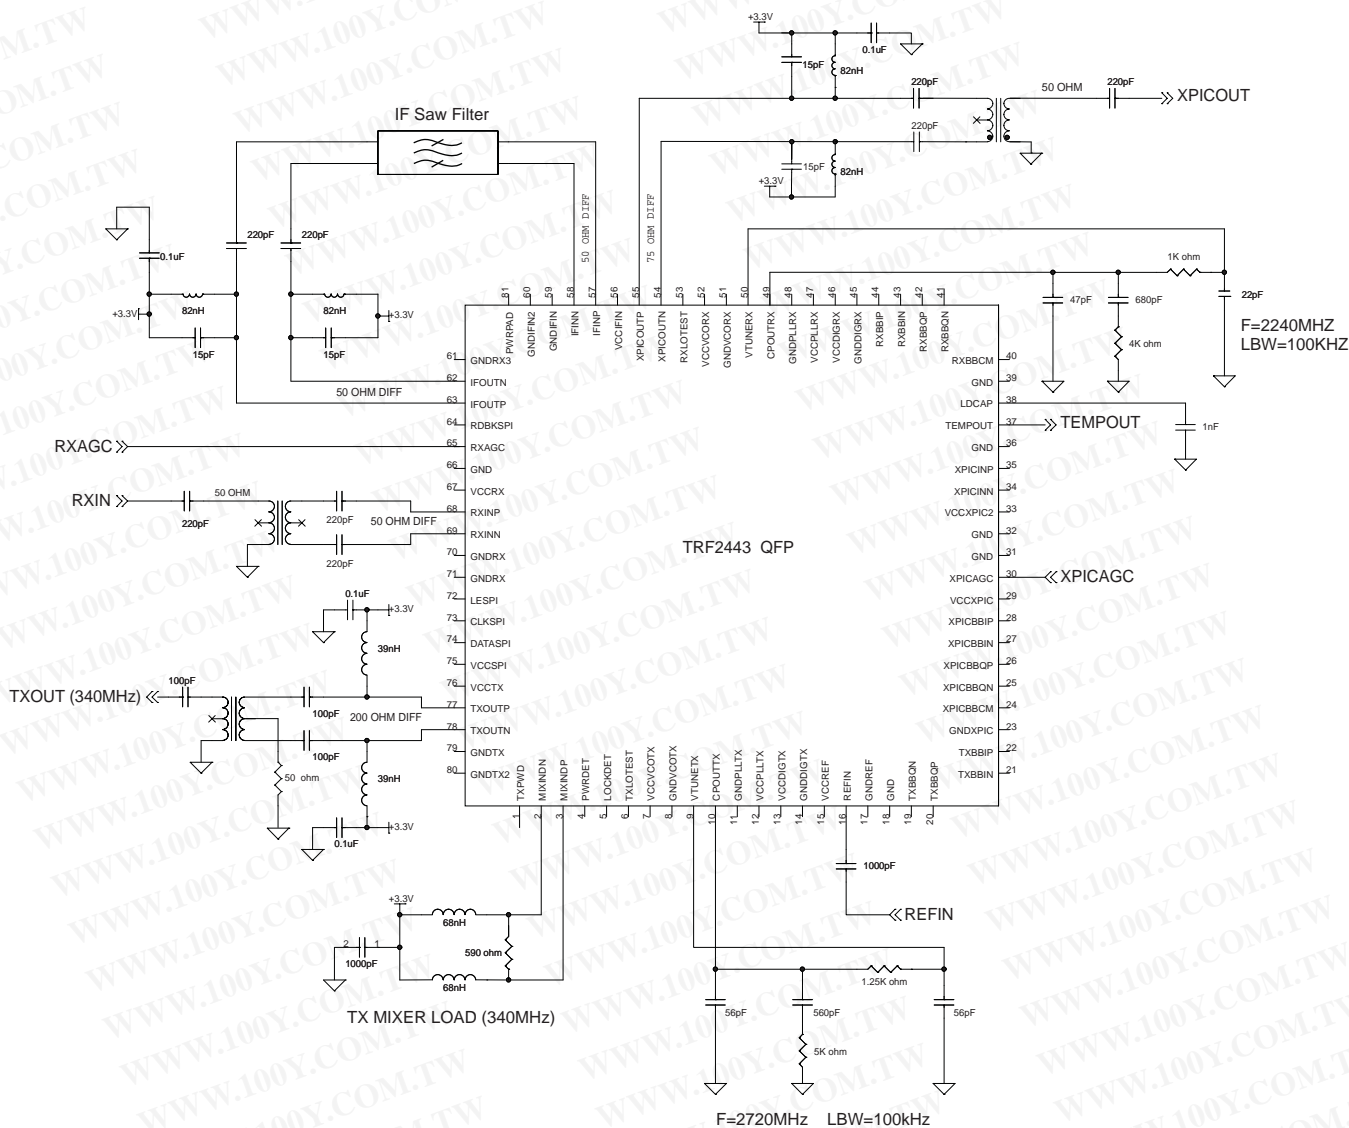 +3.3V
0.1uF
15pF
82nH
220pF
50 OHM
220pF
XPICOUT
220pF
15pF
82nH
+3.3V
IF Saw Filter
50 OHM DIFF
75 OHM DIFF
220pF
220pF
0.1uF
82nH
+3.3V
15pF
82nH
+3.3V
15pF
50 OHM DIFF
1K ohm
47pF
680pF
22pF
4K ohm
F=2240MHZ
LBW=100KHZ
81 PWRPAD
60 GNDIFIN2
59 GNDIFIN
58 IFINN
57 IFINP
56 VCCIFIN
55 XPICOUTP
54 XPICOUTN
53 RXLOTEST
52 VCCVCORX
51 GNDVCORX
50 VTUNERX
49 CPOUTRX
48 GNDPLLRX
47 VCCPLLRX
46 VCCDIGRX
45 GNDDIGRX
44 RXBBIP
43 RXBBIN
42 RXBBQP
41 RXBBQN
61 GNDRX3
62 IFOUTN
63 IFOUTP
64 RDBKSPI
65 RXAGC
66 GND
67 VCCRX
68 RXINP
69 RXINN
70 GNDRX
71 GNDRX
72 LESPI
73 CLKSPI
74 DATASPI
75 VCCSPI
76 VCCTX
77 TXOUTP
78 TXOUTN
79 GNDTX
80 GNDTX2
RXBBCM 40
GND 39
LDCAP 38
TEMPOUT 37
GND 36
XPICINP 35
XPICINN 34
VCCXPIC2 33
GND 32
GND 31
XPICAGC 30
VCCXPIC 29
XPICBBIP 28
XPICBBIN 27
XPICBBQP 26
XPICBBQN 25
XPICBBCM 24
GNDXPIC 23
TXBBIP 22
TXBBIN 21
TRF2443 QFP
TEMPOUT
1nF
XPICAGC
RXAGC
RXIN
50 OHM
220pF
220pF
50 OHM DIFF
220pF
0.1uF
+3.3V
39nH
TXOUT (340MHz)
100pF
100pF
200 OHM DIFF
100pF
50 ohm
39nH
+3.3V
0.1uF
TXPWD 1
MIXINDN 2
MIXINDP 3
PWRDET 4
LOCKDET 5
TXLOTEST 6
VCCVCOTX 7
GNDVCOTX 8
VTUNETX 9
CPOUTTX 10
GNDPLLTX 11
VCCPLLTX 12
VCCDIGTX 13
GNDDIGTX 14
VCCREF 15
REFIN 16
GNDREF 17
GND 18
TXBBQN 19
TXBBQP 20
1000pF
REFIN
+3.3V
68nH
2 1
1000pF
590 ohm
68nH
TX MIXER LOAD (340MHz)
1.25K ohm
56pF
560pF
56pF
5K ohm
F=2720MHz LBW=100kHz
WWW.100Y.COM.TW